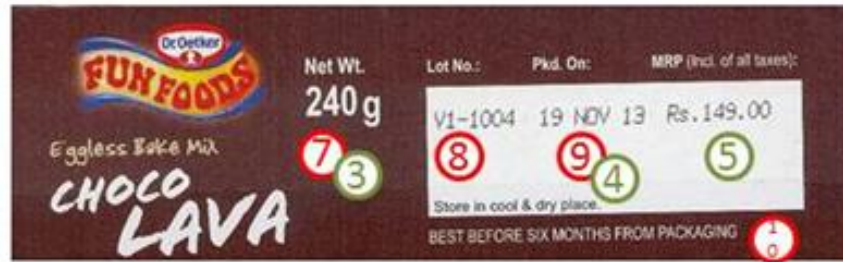 Dr.Oetker
FUN FOODS
Eggless Bake Mix
CHOCO
LAVA
Net Wt.
240 g
7
3
Lot No.: Pkd. On: MRP (Incl. of all taxes):
V1-1004 19 NOV 13 Rs.149.00
8 9 4 5
Store in cool & dry place.
BEST BEFORE SIX MONTHS FROM PACKAGING
10